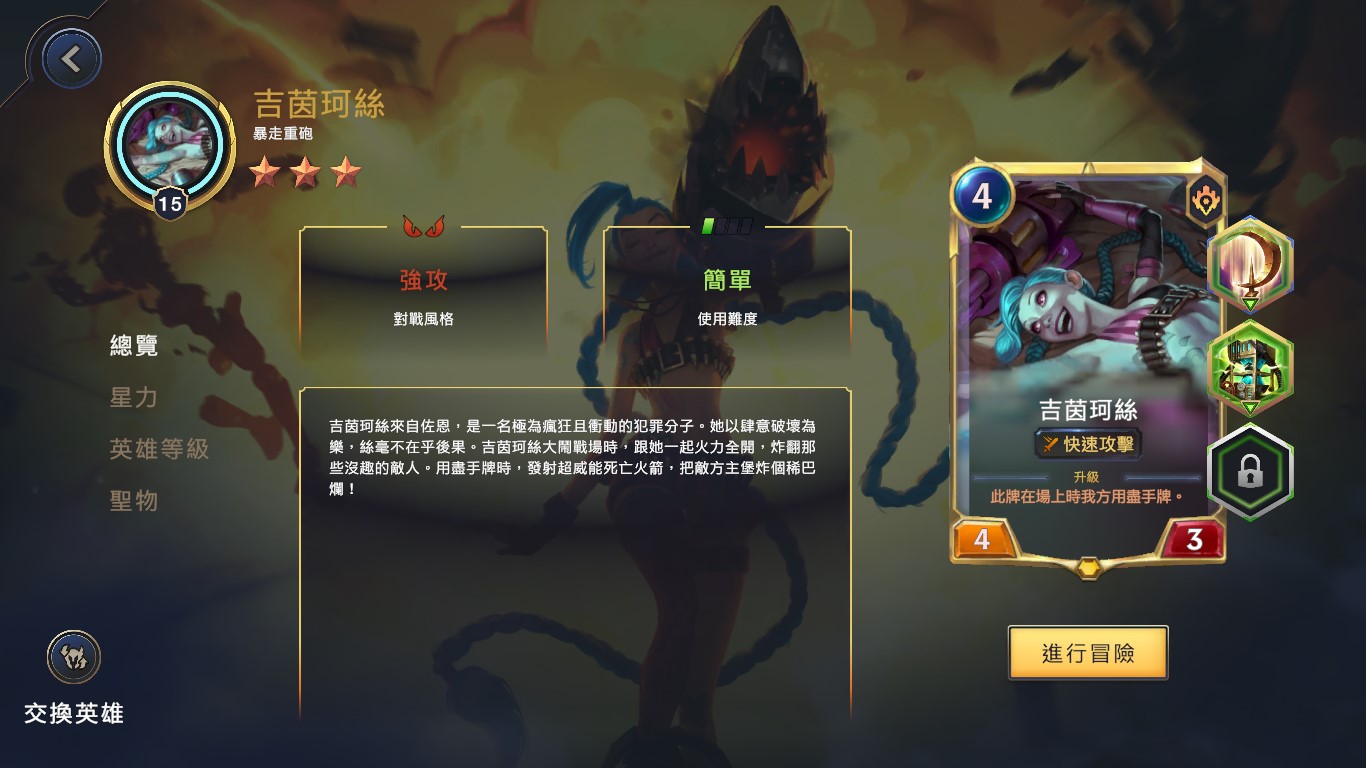 吉茵珂絲
暴走重砲
15
強攻
對戰風格
簡單
使用難度
總覽
星力
英雄等級
聖物
吉茵珂絲來自佐恩，是一名極為瘋狂且衝動的犯罪分子。她以肆意破壞為
樂，絲毫不在乎後果。吉茵珂絲大鬧戰場時，跟她一起火力全開，炸翻那
些沒趣的敵人。用盡手牌時，發射超威能死亡火箭，把敵方主堡炸個稀巴
爛！
4
吉茵珂絲
快速攻擊
升級
此牌在場上時我方用盡手牌。
4
3
進行冒險
交換英雄